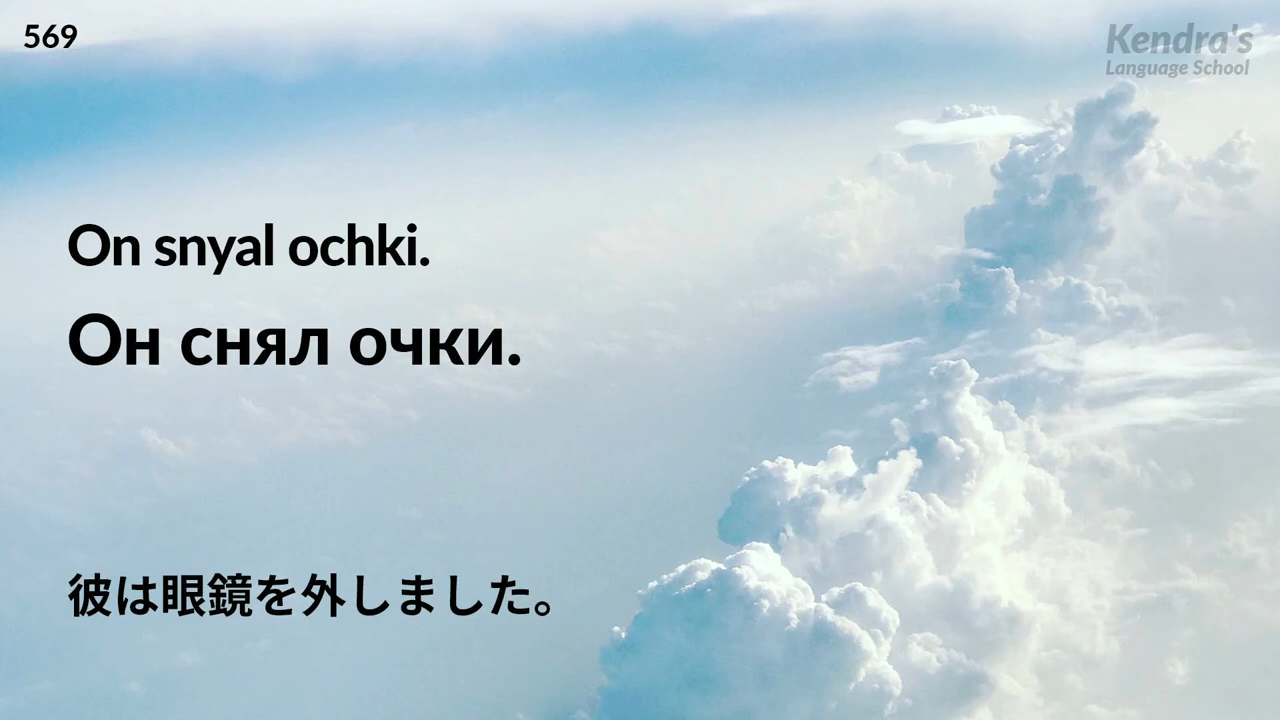 569
Kendra's
Language School
On snyal ochki.
Он снял очки.
彼は眼鏡を外しました。